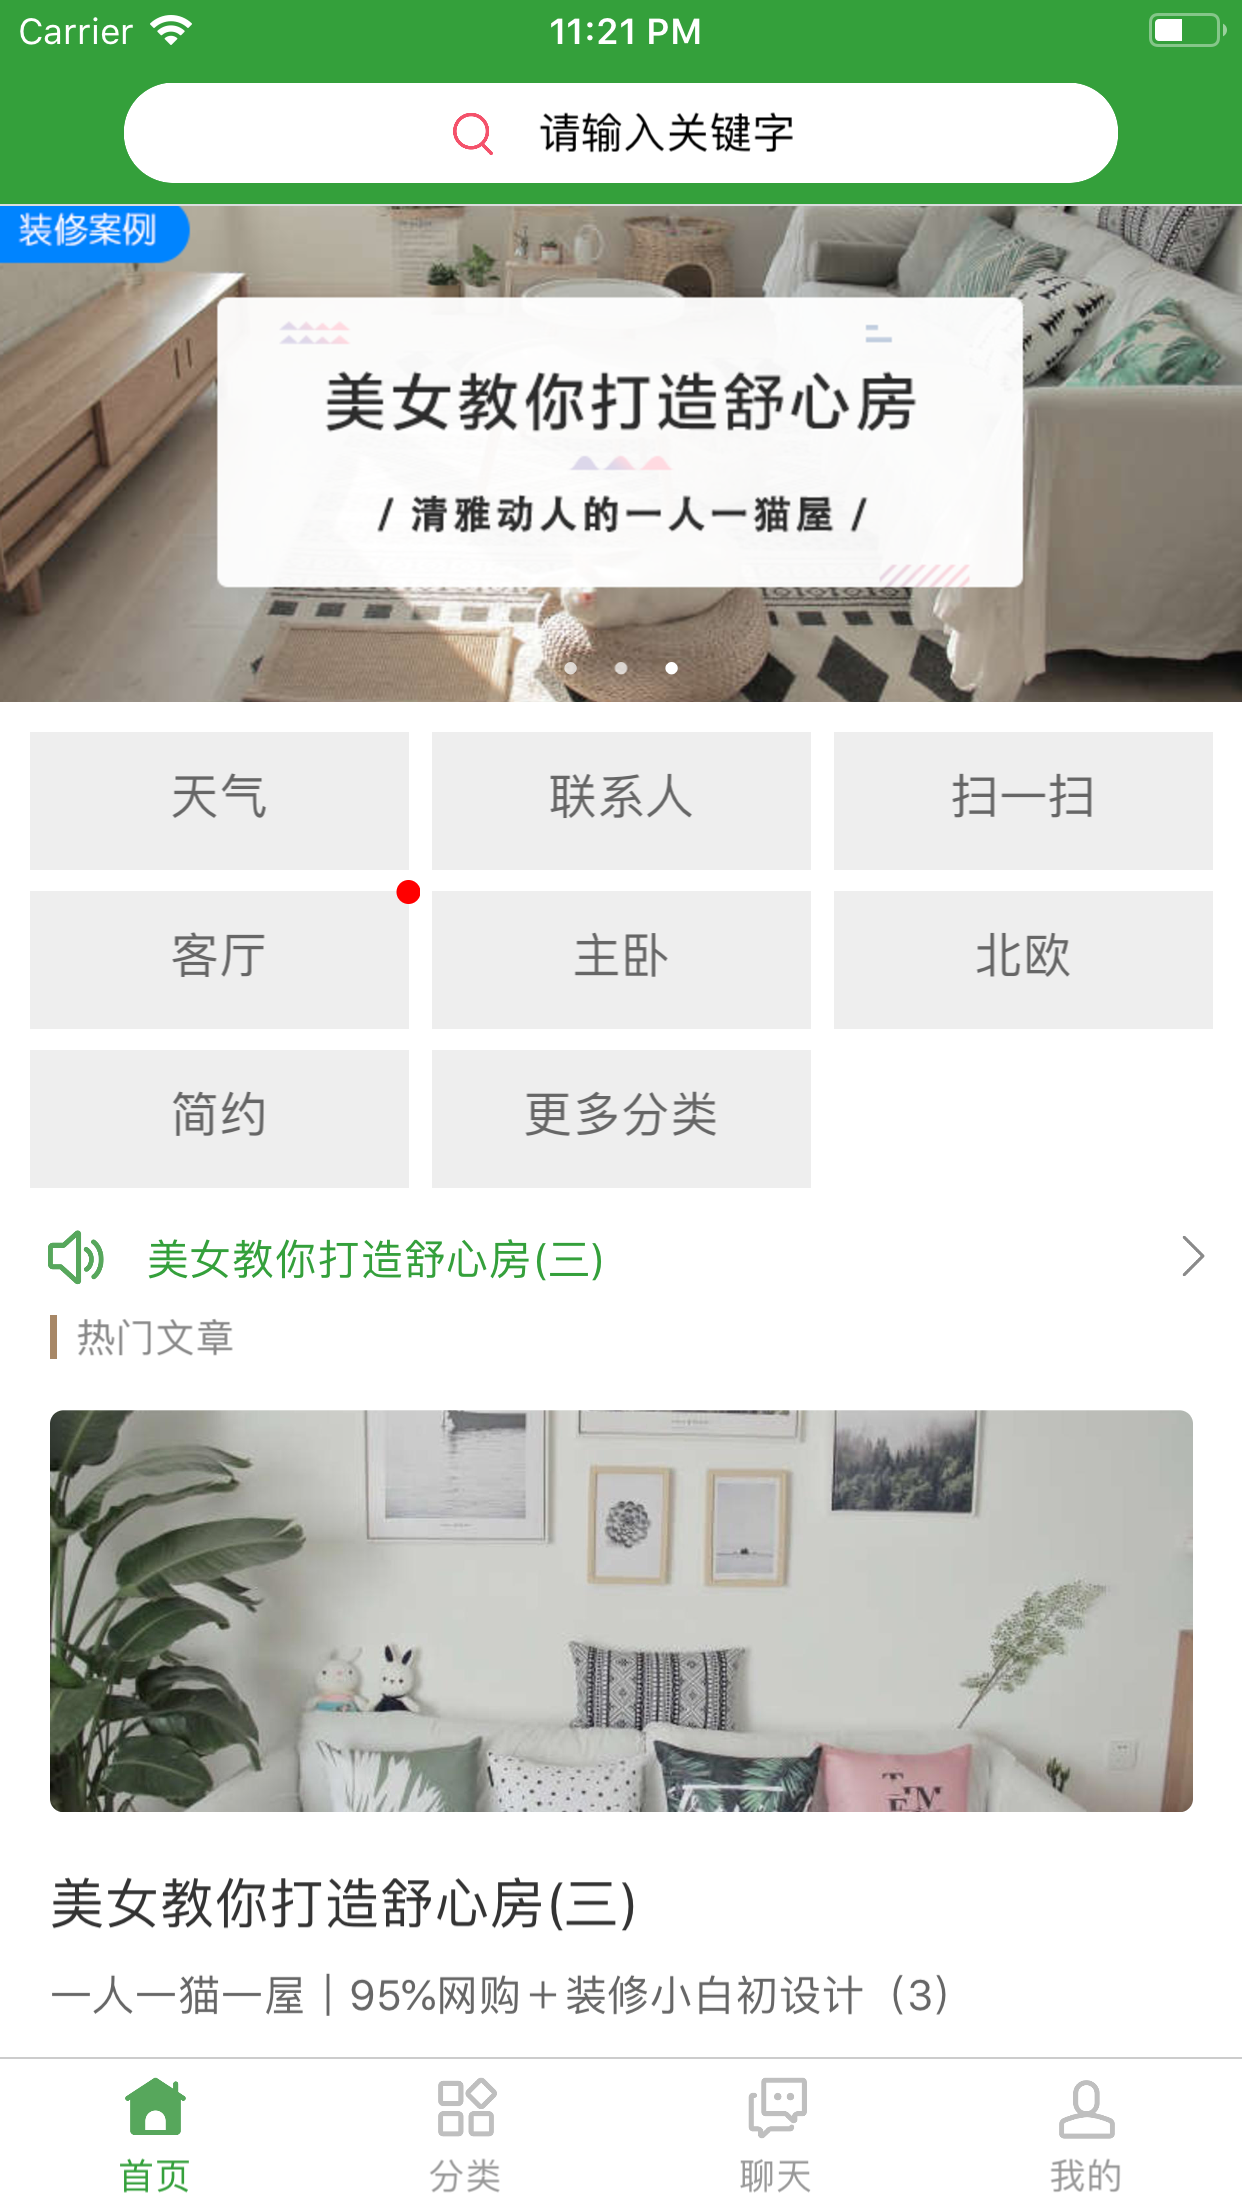 Carrier
11:21 PM
请输入关键字
装修案例
美女教你打造舒心房
/ 清雅动人的一人一猫屋 /
天气
联系人
扫一扫
客厅
主卧
北欧
简约
更多分类
美女教你打造舒心房(三)
热门文章
美女教你打造舒心房(三)
一人一猫一屋｜95%网购＋装修小白初设计（3）
首页
分类
聊天
我的